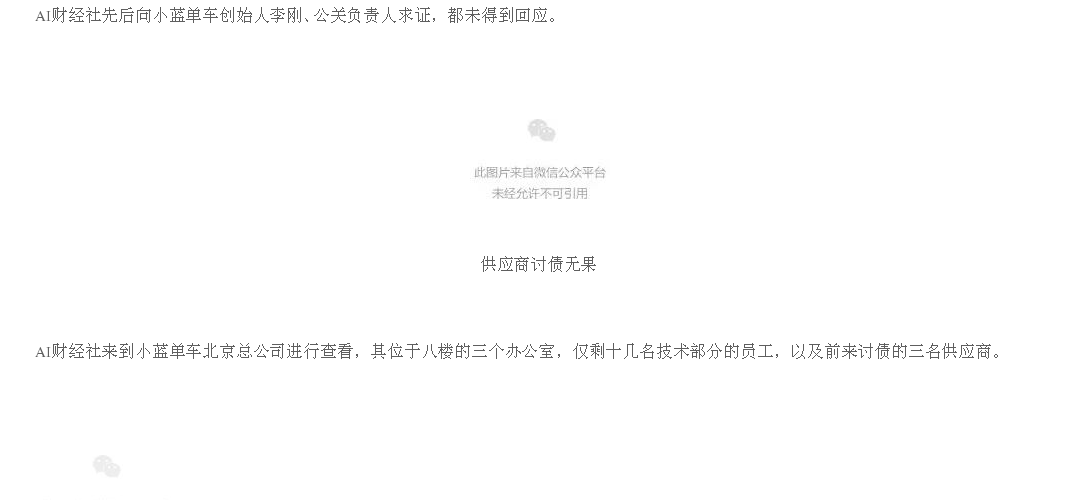 AI财经社先后向小蓝单车创始人李刚、公关负责人求证，都未得到回应。
此图片来自微信公众平台
未经允许不可引用
供应商讨债无果
AI财经社来到小蓝单车北京总公司进行查看，其位于八楼的三个办公室，仅剩十几名技术部分的员工，以及前来讨债的三名供应商。